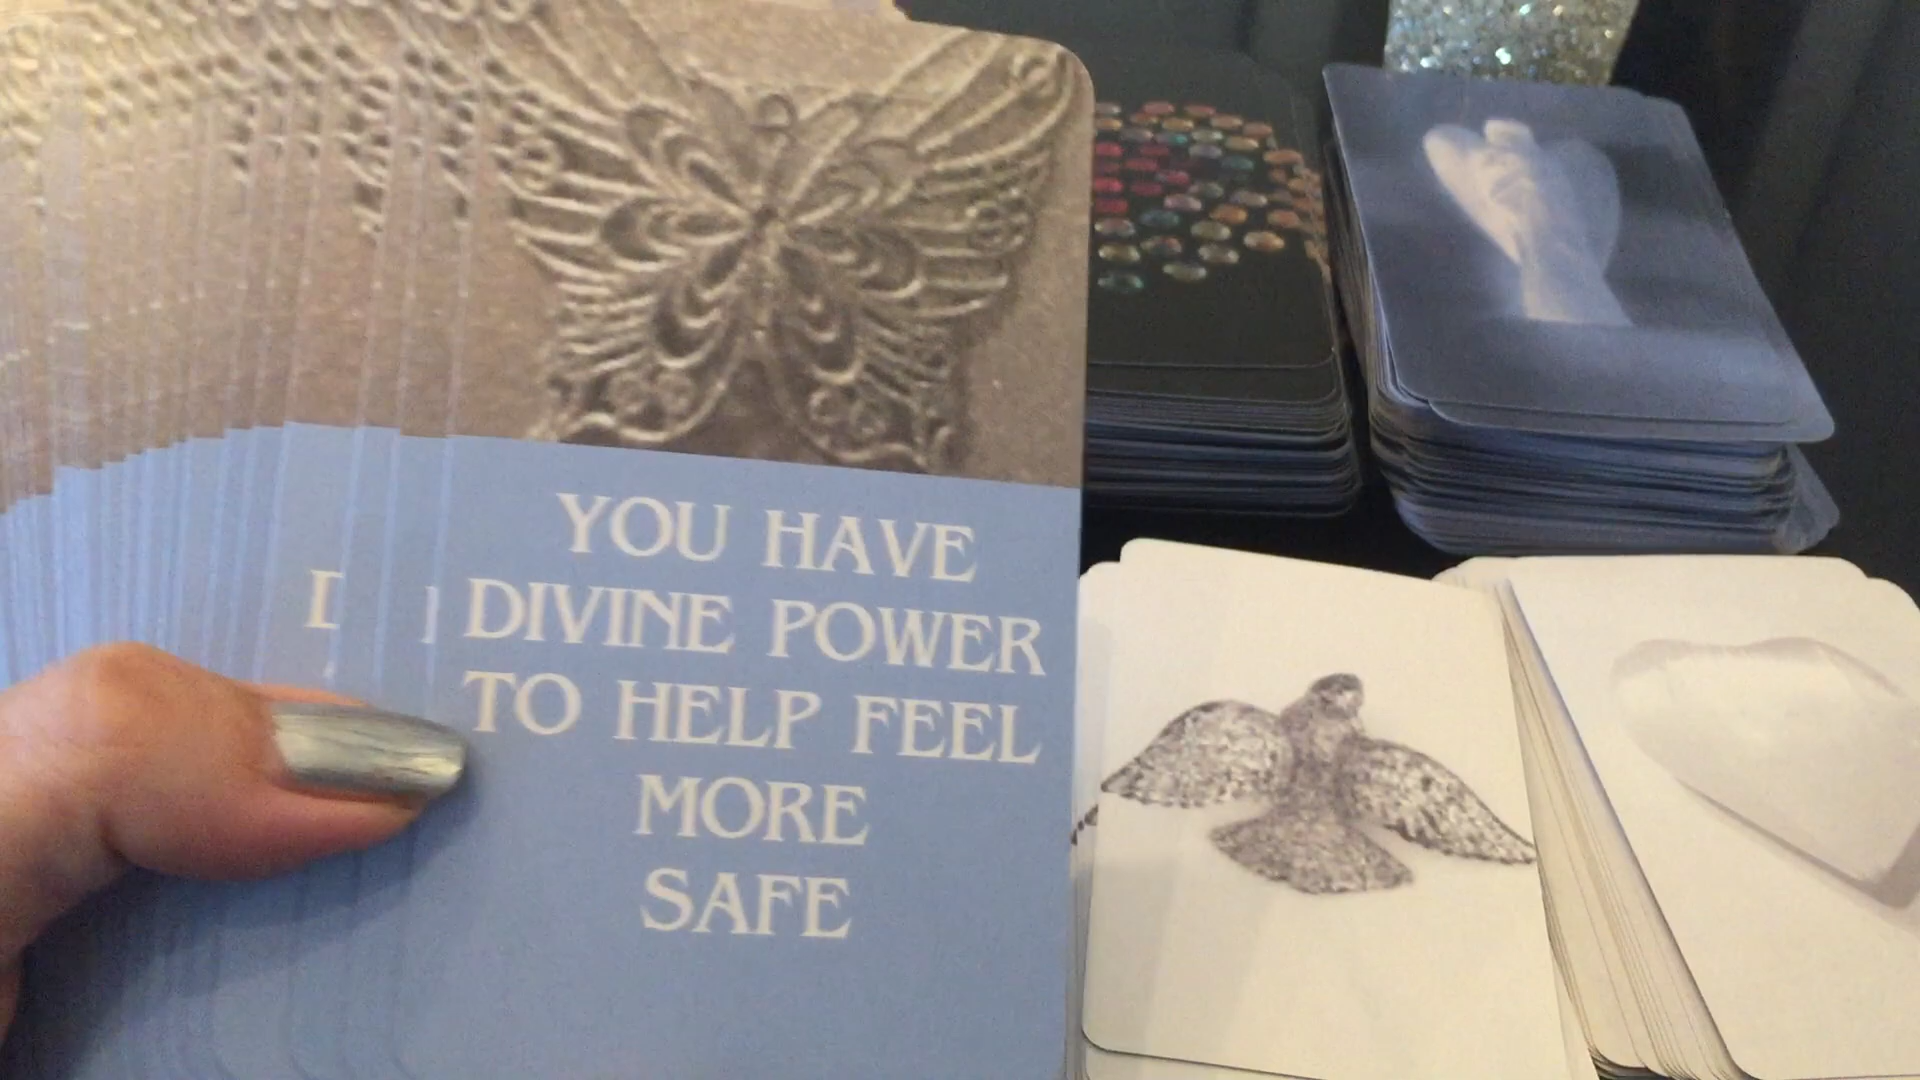 YOU HAVE
DIVINE POWER
TO HELP FEEL
MORE
SAFE